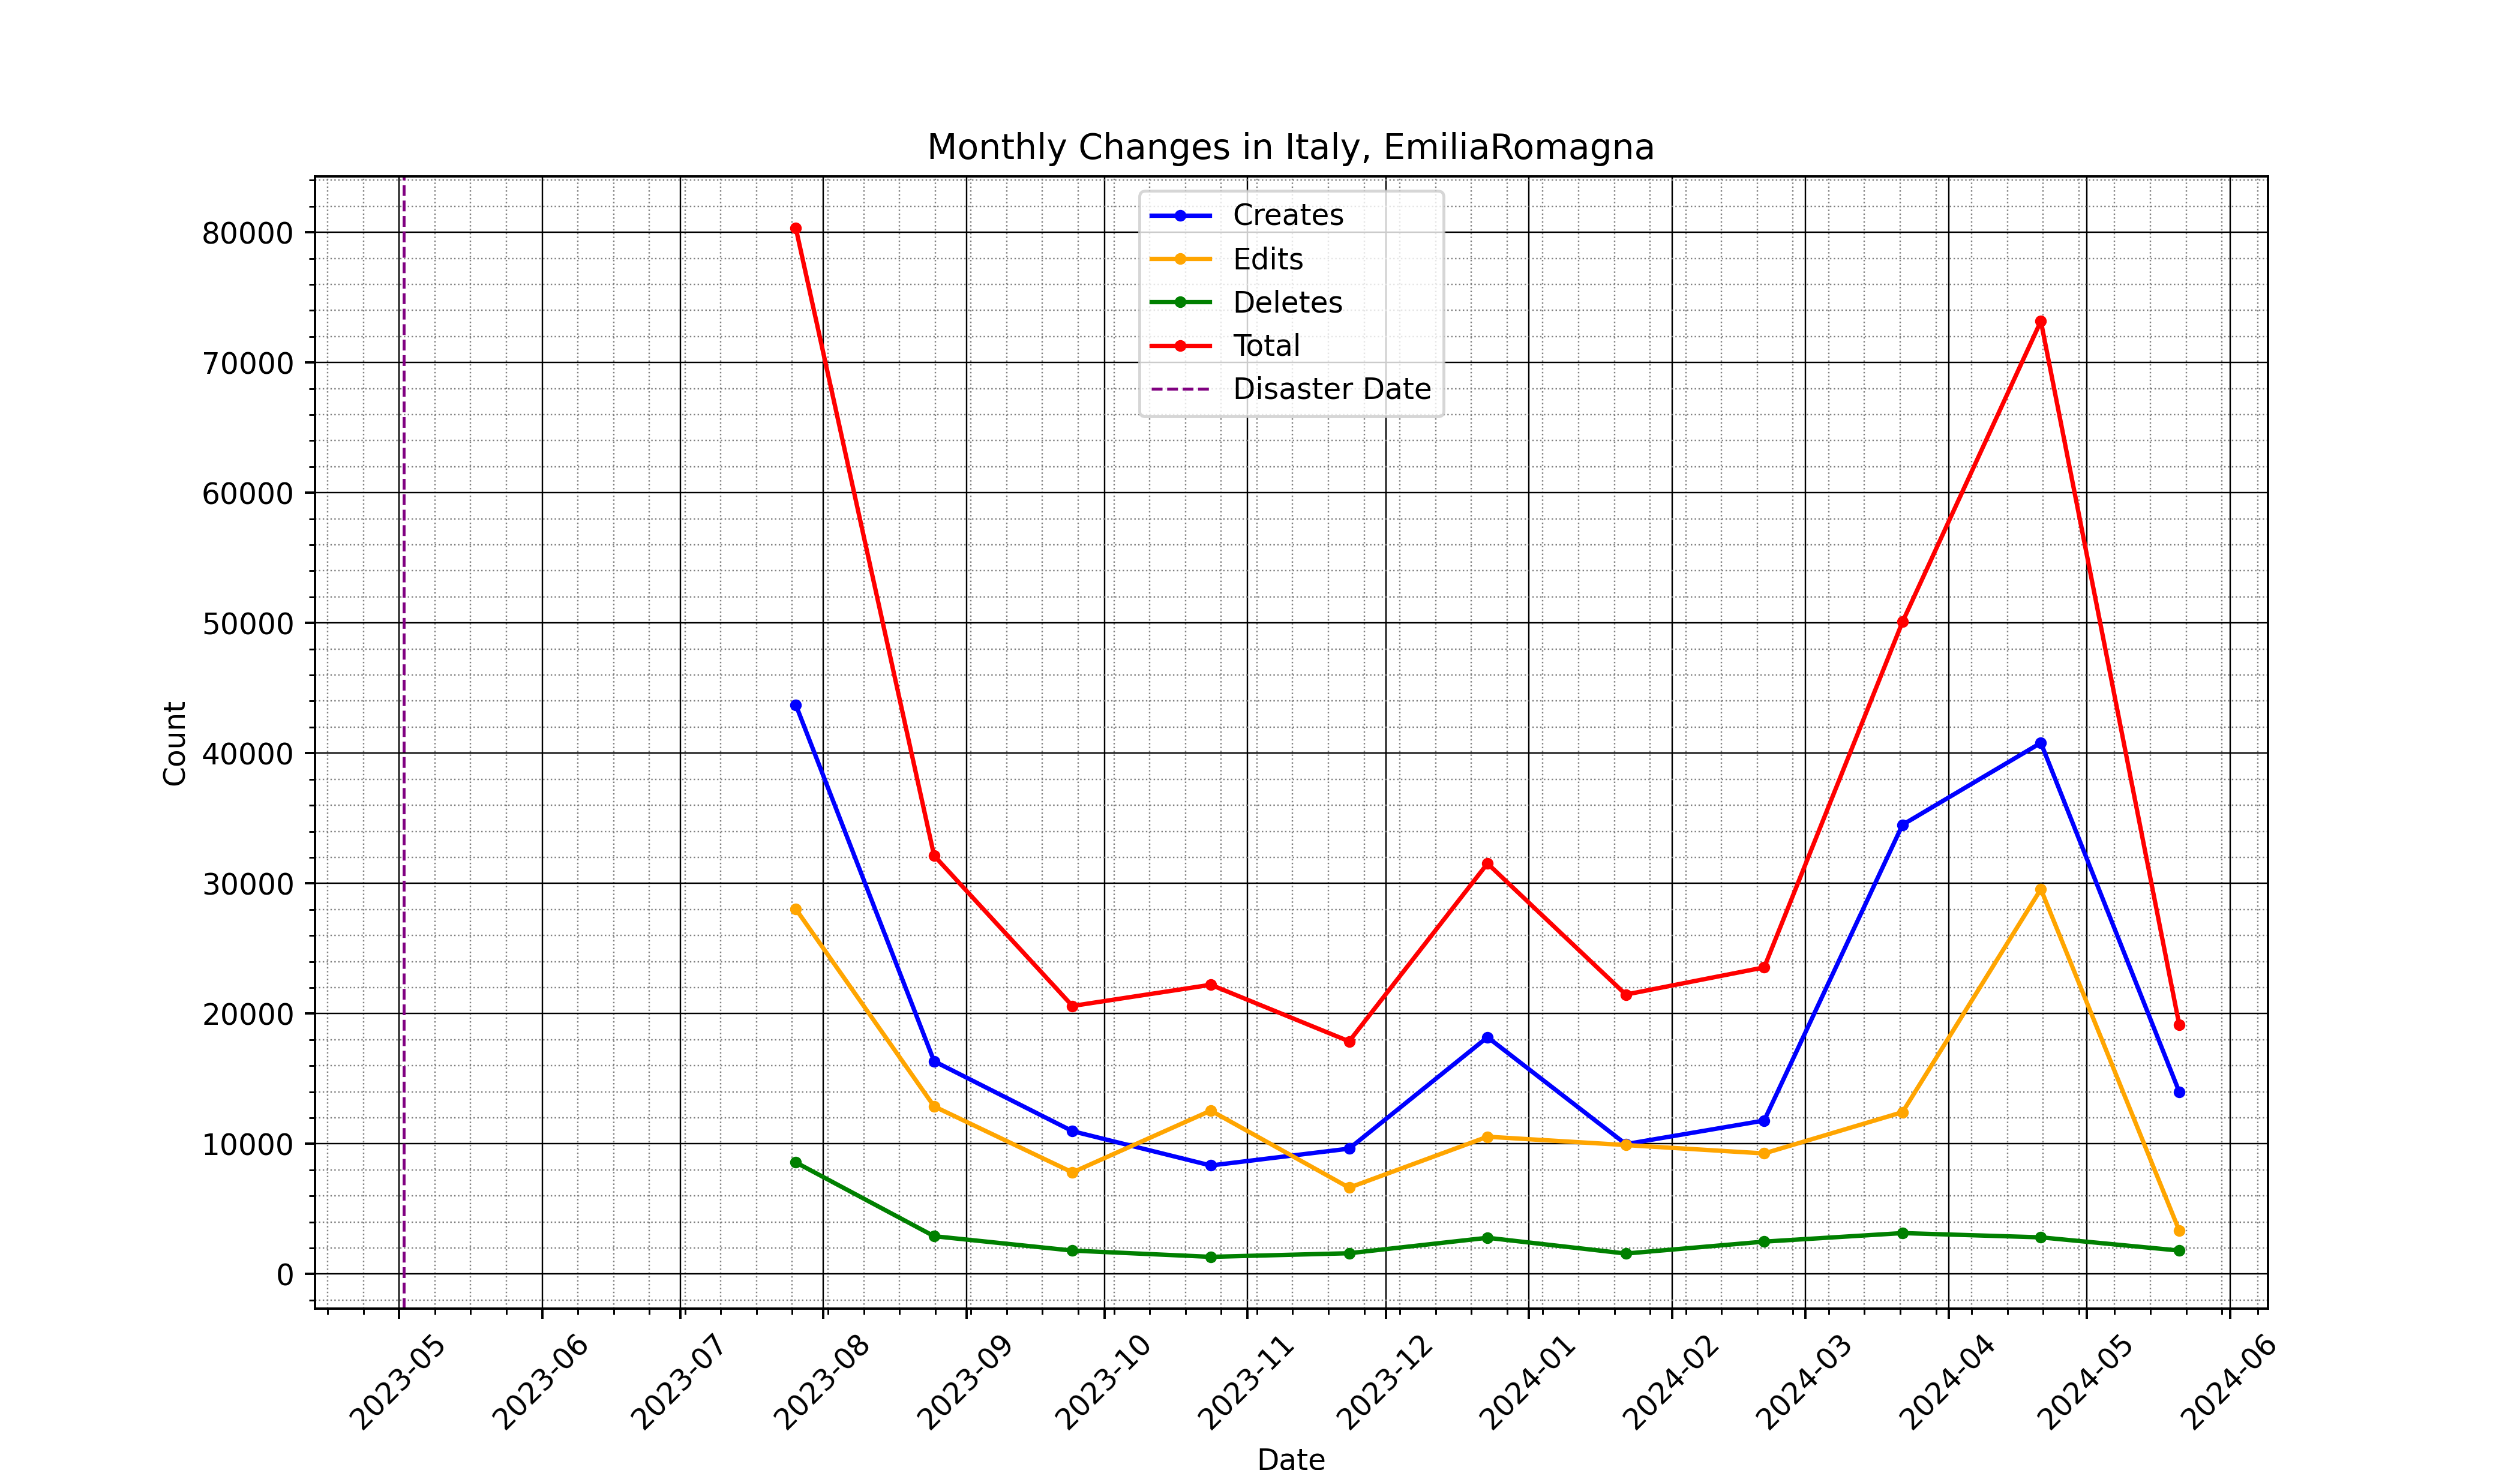 Monthly Changes in Italy, EmiliaRomagna
Creates
Edits
Deletes
Total
Disaster Date
80000
70000
60000
50000
40000
30000
20000
10000
0
Count
2023-05
2023-06
2023-07
2023-08
2023-09
2023-10
2023-11
2023-12
2024-01
2024-02
2024-03
2024-04
2024-05
2024-06
Date